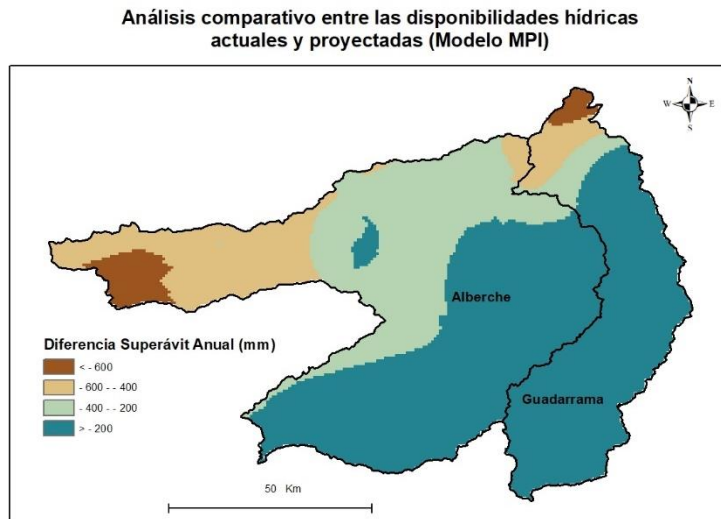 Análisis comparativo entre las disponibilidades hídricas
actuales y proyectadas (Modelo MPI)
N
W E
S
Alberche
Guadarrama
Diferencia Superávit Anual (mm)
< - 600
- 600 - - 400
- 400 - - 200
> - 200
50 Km